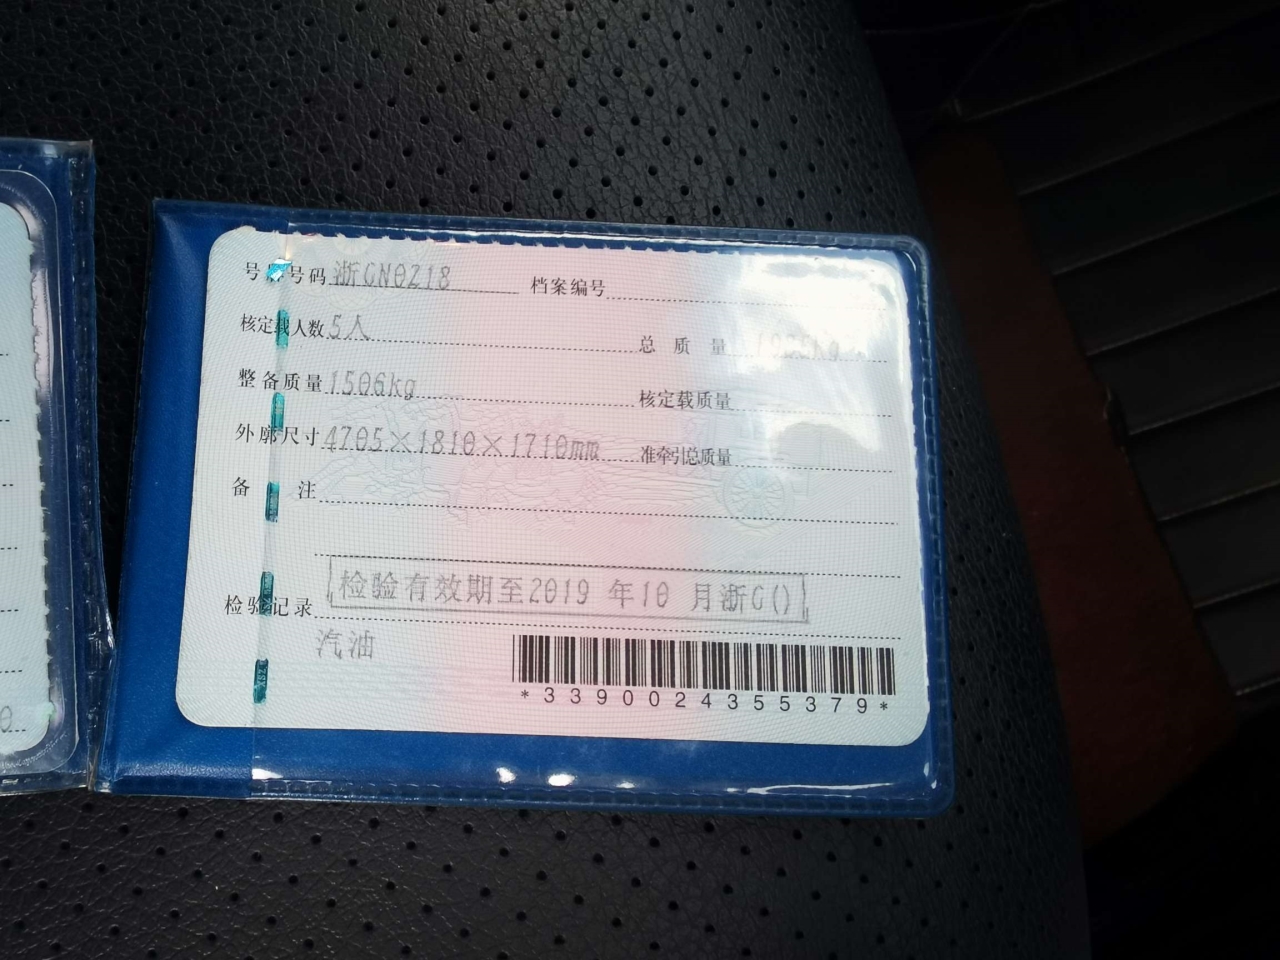 号牌号码 浙GN0Z18 档案编号
核定载人数 5人 总质量
整备质量 1506kg 核定载质量
外廓尺寸 4705×1810×1710mm 准牵引总质量
备注
检验记录 检验有效期至2019 年10 月浙G()
汽油
*3390024355379*